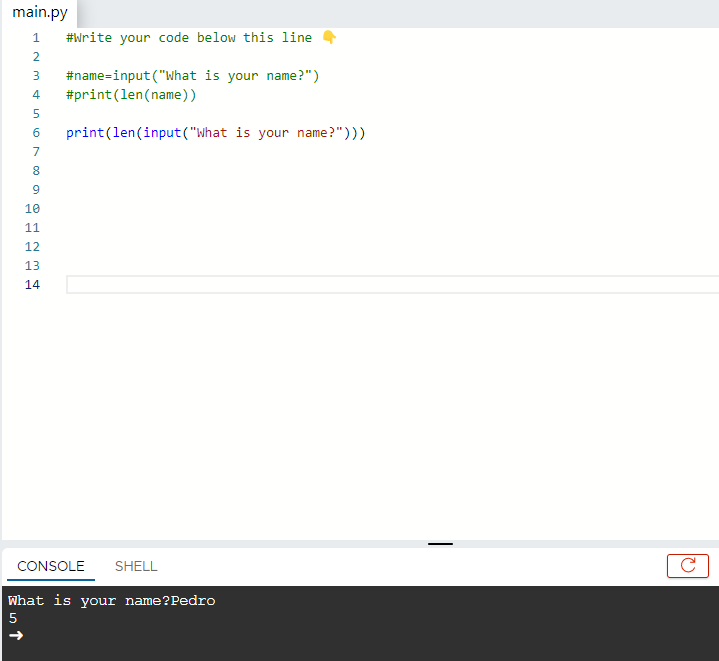 main.py
1 #Write your code below this line 👇
2
3 #name=input("What is your name?")
4 #print(len(name))
5
6 print(len(input("What is your name?")))
7
8
9
10
11
12
13
14
CONSOLE SHELL
What is your name?Pedro
5
➜